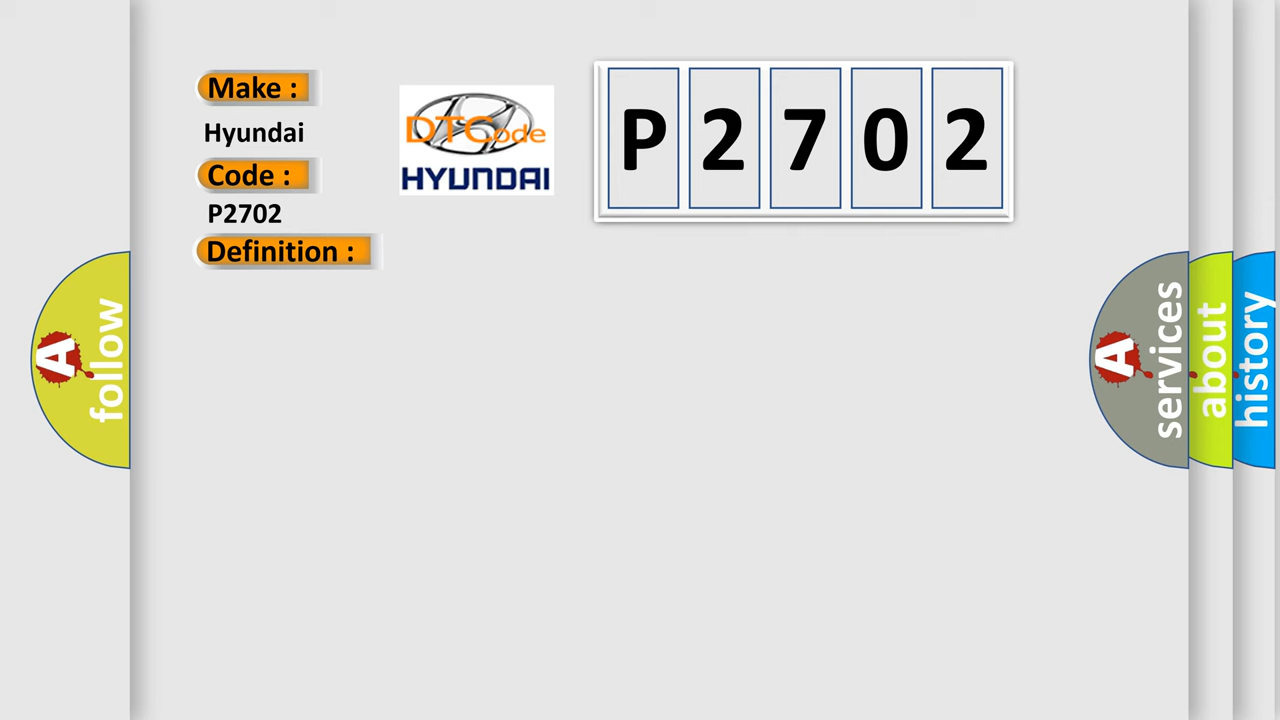 Make :
Hyundai
Code :
P2702
Definition :
DTCode
HYUNDAI
P 2 7 0 2
A follow
A services
about
history